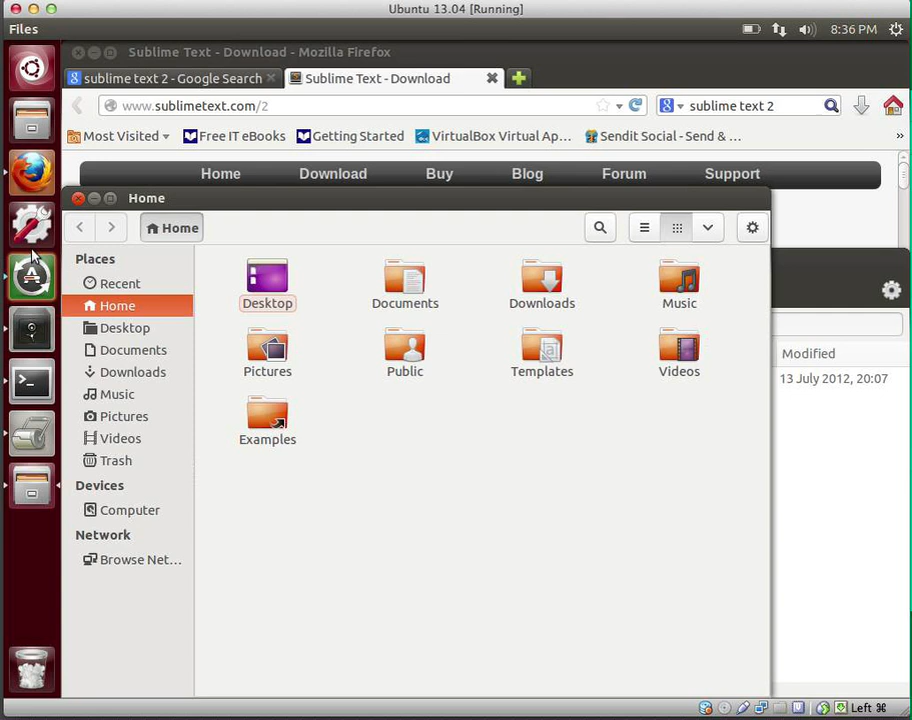 Ubuntu 13.04 [Running]
Files
8:36 PM
Sublime Text - Download - Mozilla Firefox
sublime text 2 - Google Search
Sublime Text - Download
www.sublimetext.com/2
sublime text 2
Most Visited
Free IT eBooks
Getting Started
VirtualBox Virtual Ap...
Sendit Social - Send & ...
Home
Download
Buy
Blog
Forum
Support
Home
Home
Places
Recent
Home
Desktop
Documents
Downloads
Music
Pictures
Videos
Trash
Devices
Computer
Network
Browse Net...
Desktop
Documents
Downloads
Music
Pictures
Public
Templates
Videos
Examples
Modified
13 July 2012, 20:07
Left ⌘